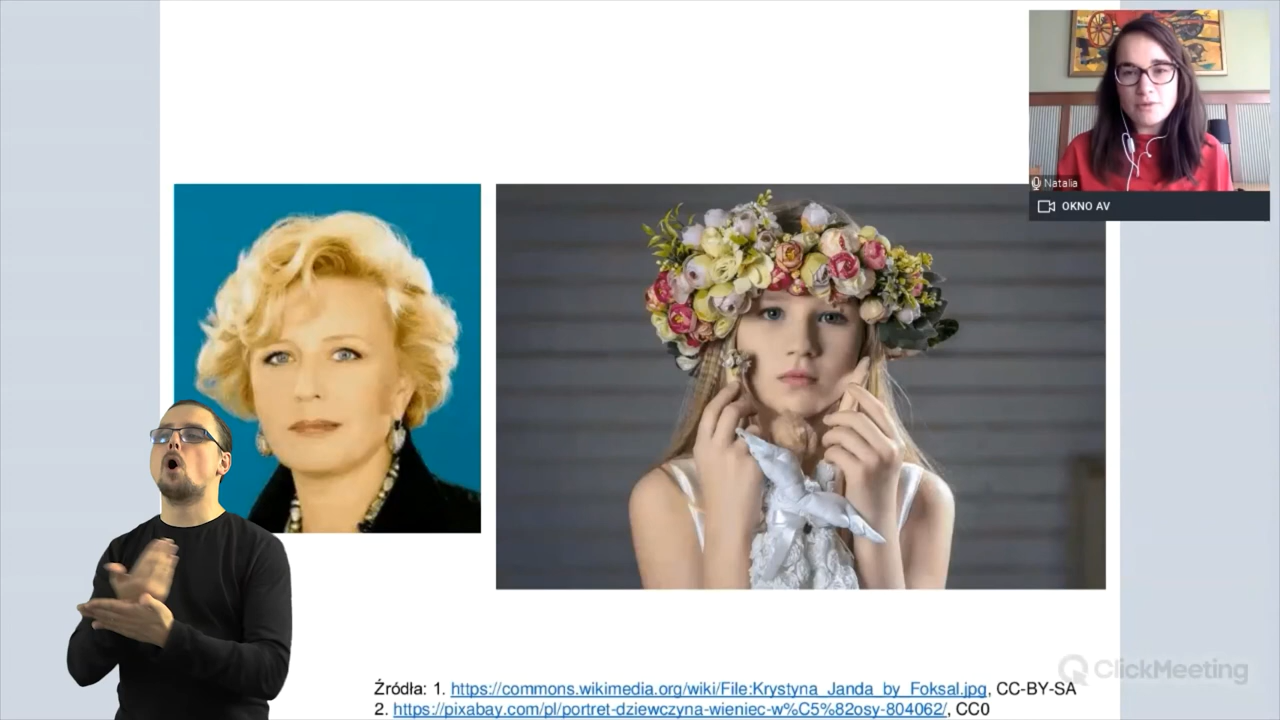 Natalia
OKNO AV
ClickMeeting
Źródła: 1. https://commons.wikimedia.org/wiki/File:Krystyna_Janda_by_Foksal.jpg, CC-BY-SA
2. https://pixabay.com/pl/portret-dziewczyna-wieniec-w%C5%82osy-804062/, CC0